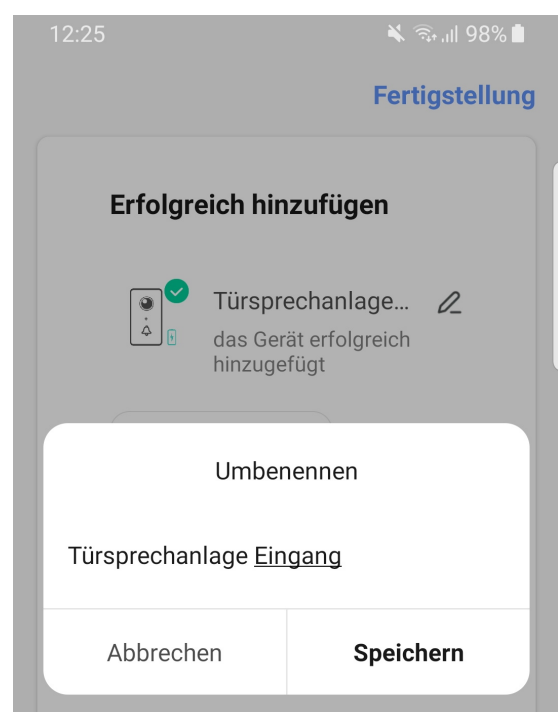 12:25 98%
Fertigstellung
Erfolgreich hinzufügen
Türsprechanlage...
das Gerät erfolgreich
hinzugefügt
Umbenennen
Türsprechanlage Eingang
Abbrechen Speichern